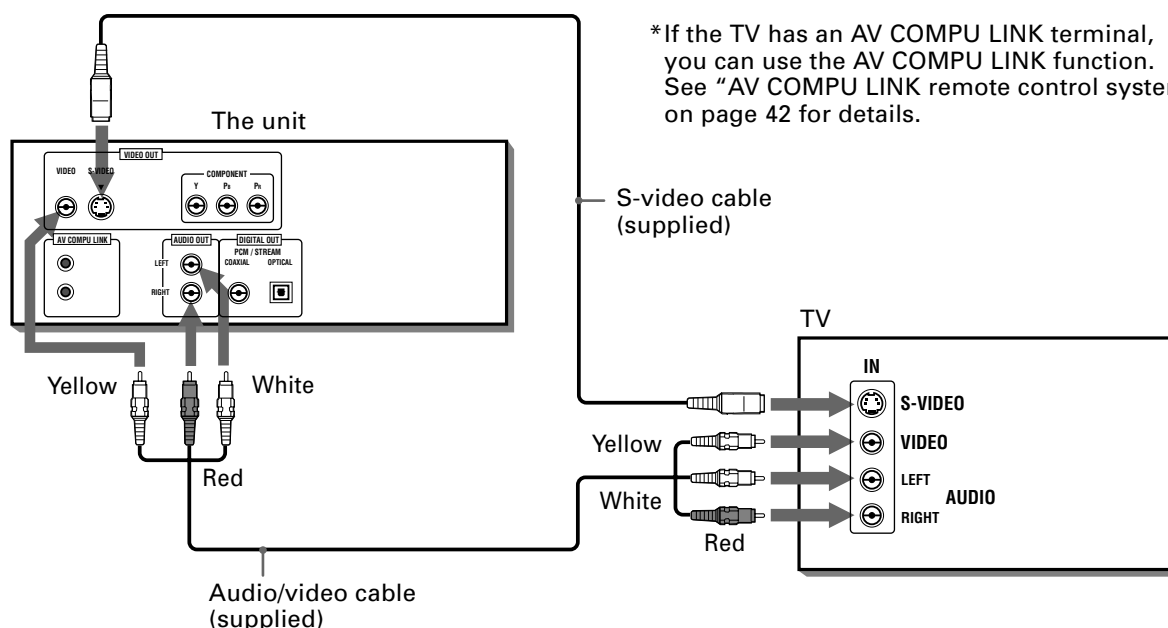 *If the TV has an AV COMPU LINK terminal,
you can use the AV COMPU LINK function.
See “AV COMPU LINK remote control system
on page 42 for details.
The unit
VIDEO OUT
VIDEO S-VIDEO
COMPONENT
Y PB PR
AV COMPU LINK
AUDIO OUT
LEFT
RIGHT
DIGITAL OUT
PCM / STREAM
COAXIAL OPTICAL
S-video cable
(supplied)
Yellow
White
Red
TV
IN
S-VIDEO
VIDEO
LEFT
AUDIO
RIGHT
Yellow
White
Red
Audio/video cable
(supplied)